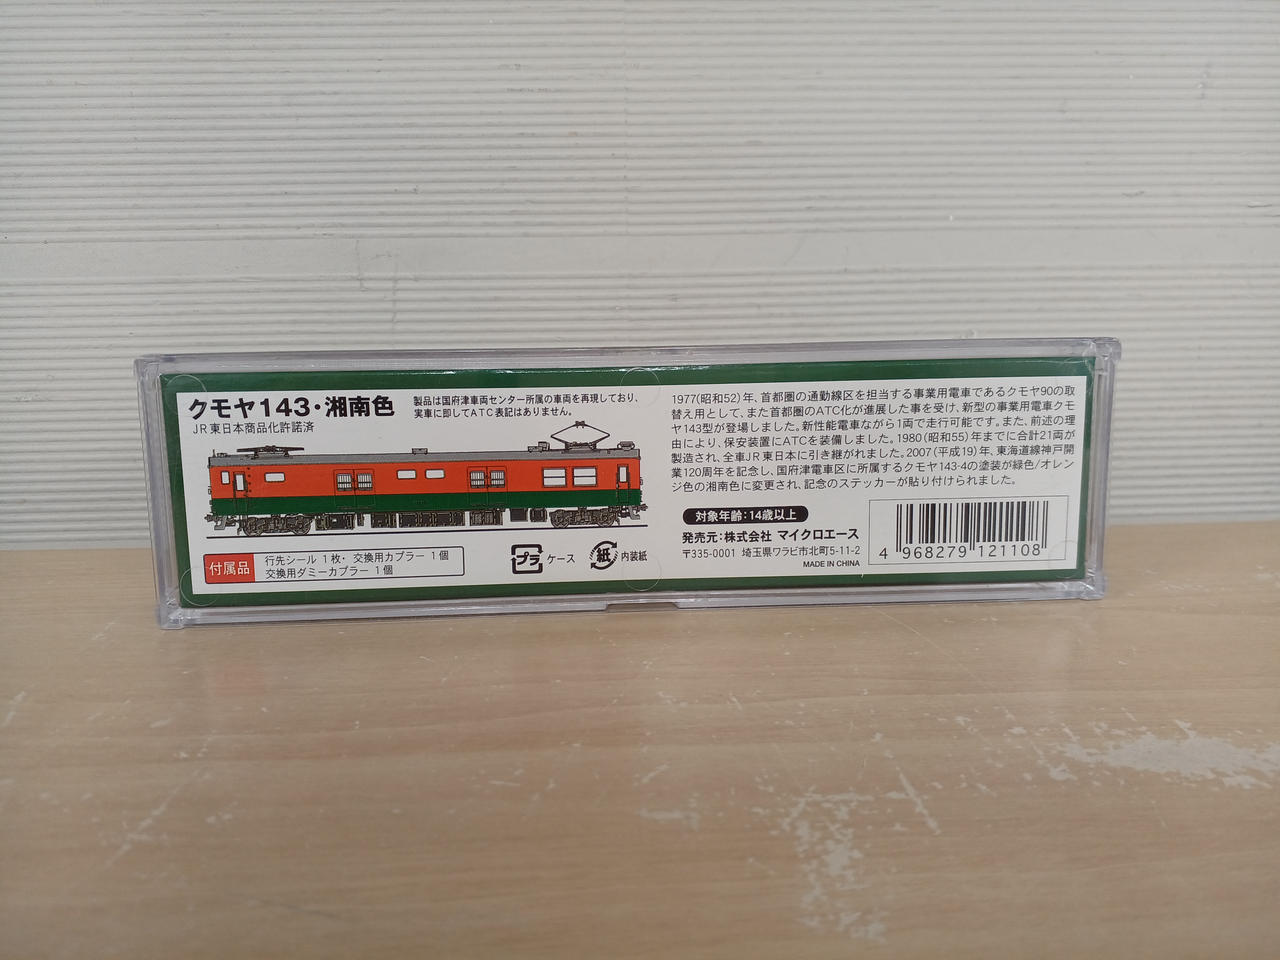 クモヤ143・湘南色
JR東日本商品化許諾済
製品は国府津車両センター所属の車両を再現しており、
実車に即してATC表記はありません。
付属品
行先シール 1枚・ 交換用カプラー 1個
交換用ダミーカプラー 1個
プラ ケース
紙 内装紙
1977(昭和52)年、首都圏の通勤線区を担当する事業用電車であるクモヤ90の取
替え用として、また首都圏のATC化が進展した事を受け、新型の事業用電車クモ
ヤ143型が登場しました。新性能電車ながら1両で走行可能です。また、前述の理
由により、保安装置にATCを装備しました。1980(昭和55)年までに合計21両が
製造され、全車JR東日本に引き継がれました。2007(平成19)年、東海道線神戸開
業120周年を記念し、国府津電車区に所属するクモヤ143-4の塗装が緑色/オレン
ジ色の湘南色に変更され、記念のステッカーが貼り付けられました。
対象年齢:14歳以上
発売元:株式会社 マイクロエース
〒335-0001 埼玉県ワラビ市北町5-11-2
MADE IN CHINA
4 968279 121108